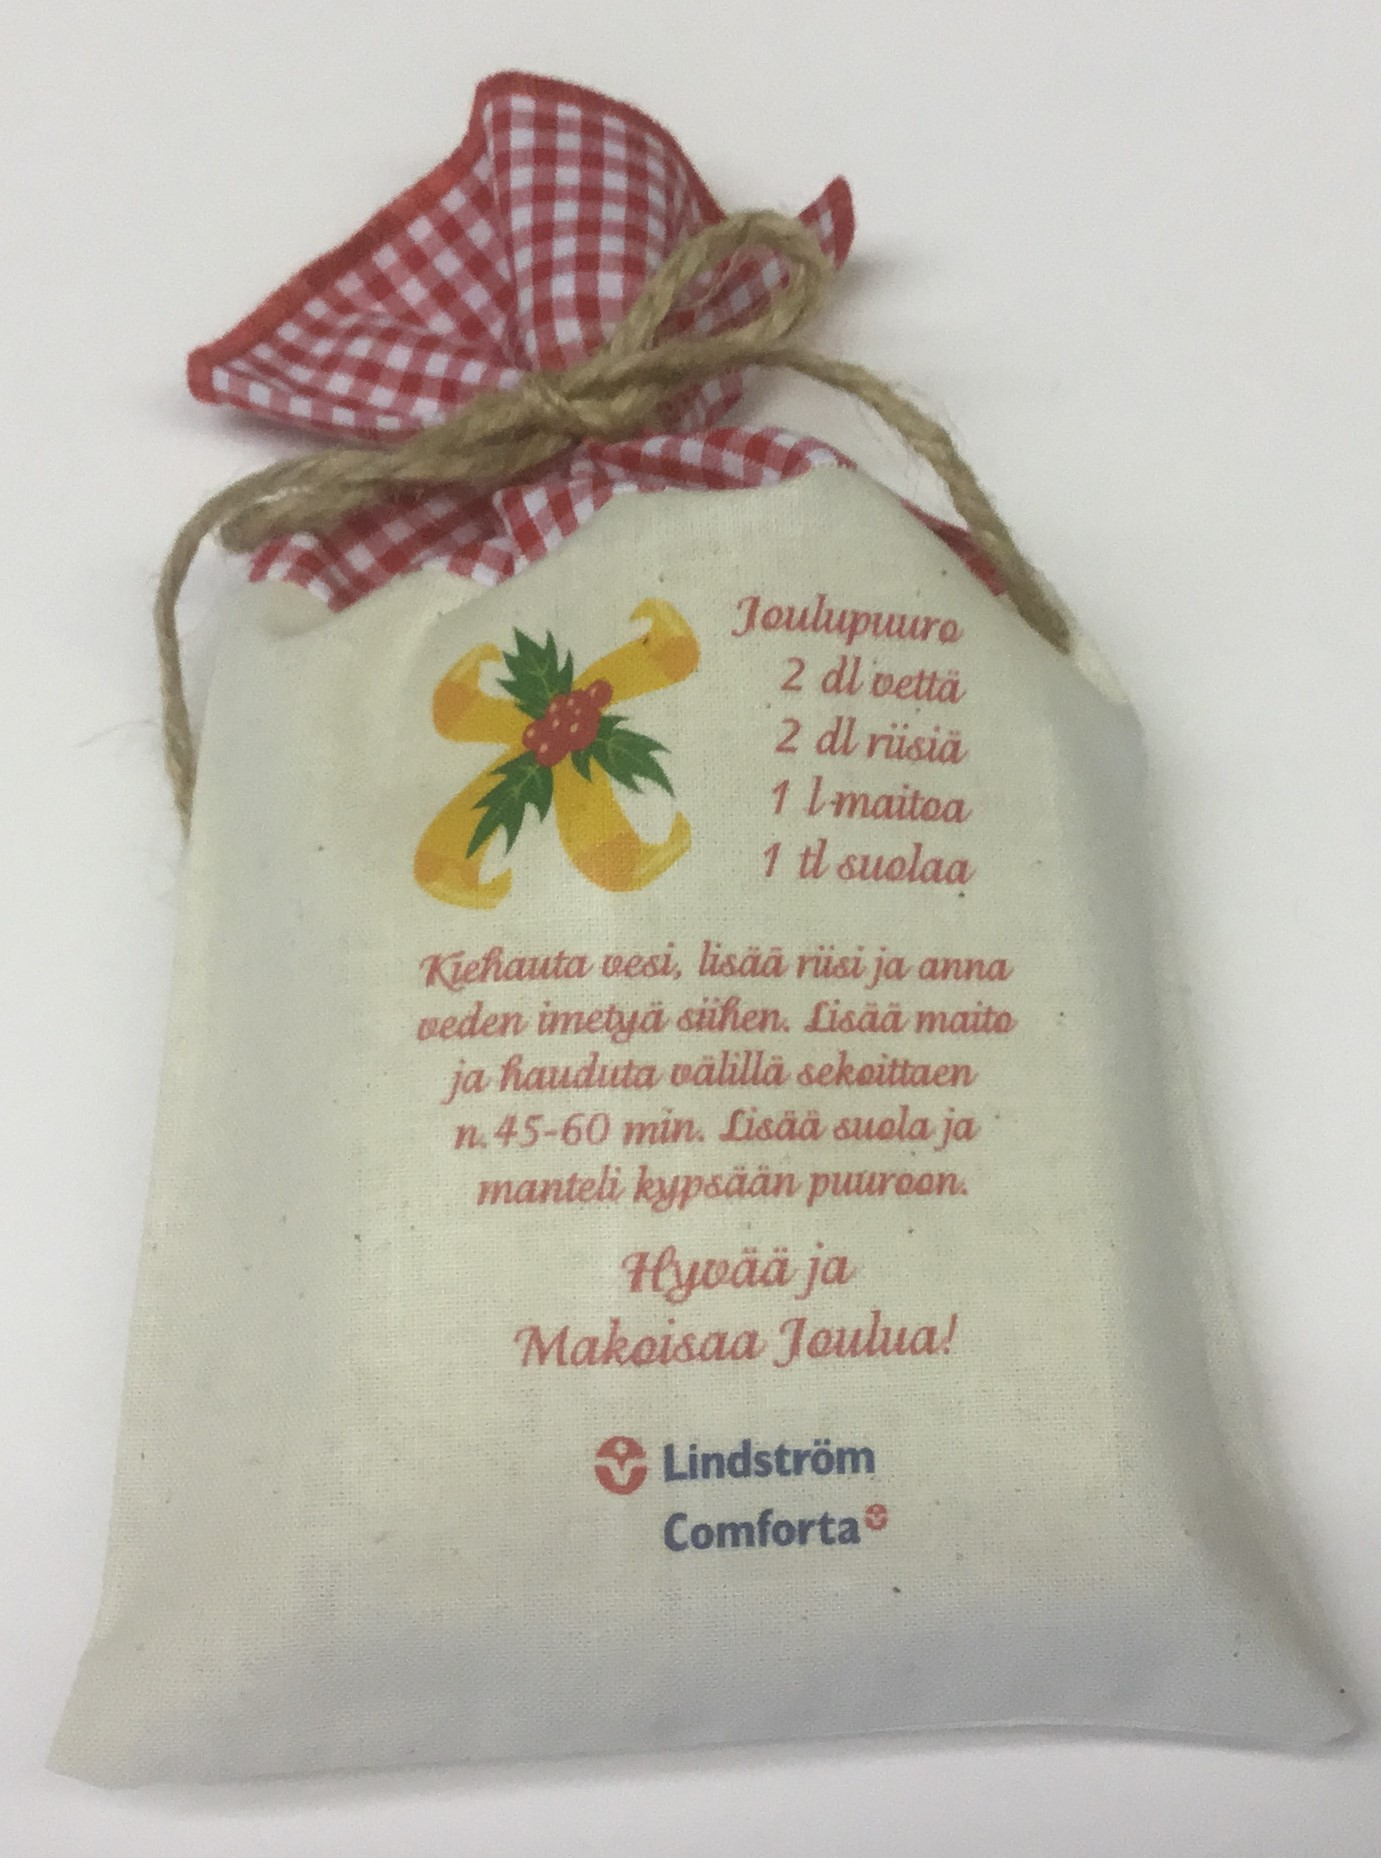 Joulupuuro
2 dl vettä
2 dl riisiä
1 l maitoa
1 tl suolaa
Kiehauta vesi, lisää riisi ja anna
veden imetyä siihen. Lisää maito
ja hauduta välillä sekoittaen
n. 45-60 min. Lisää suola ja
manteli kypsään puuroon.
Hyvää ja
Makoisaa Joulua!
Lindström
Comforta